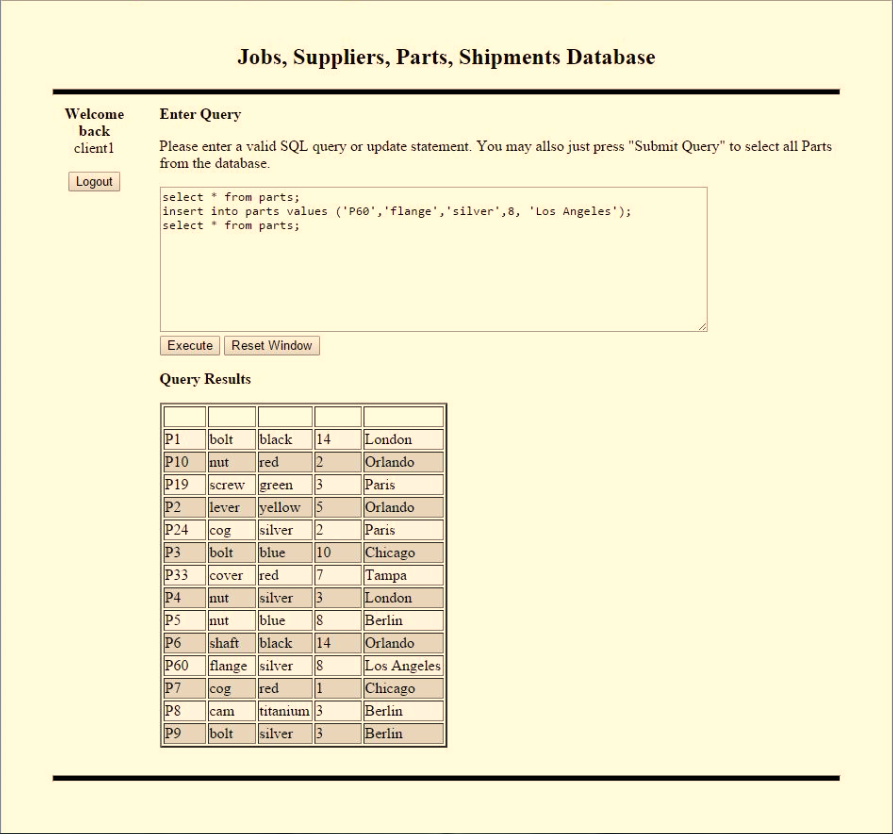 Jobs, Suppliers, Parts, Shipments Database
Welcome
back
client1
Logout
Enter Query
Please enter a valid SQL query or update statement. You may allso just press "Submit Query" to select all Parts
from the database.
select * from parts;
insert into parts values ('P60','flange','silver',8, 'Los Angeles');
select * from parts;
Execute Reset Window
Query Results
P1 bolt black 14 London
P10 nut red 2 Orlando
P19 screw green 3 Paris
P2 lever yellow 5 Orlando
P24 cog silver 2 Paris
P3 bolt blue 10 Chicago
P33 cover red 7 Tampa
P4 nut silver 3 London
P5 nut blue 8 Berlin
P6 shaft black 14 Orlando
P60 flange silver 8 Los Angeles
P7 cog red 1 Chicago
P8 cam titanium 3 Berlin
P9 bolt silver 3 Berlin